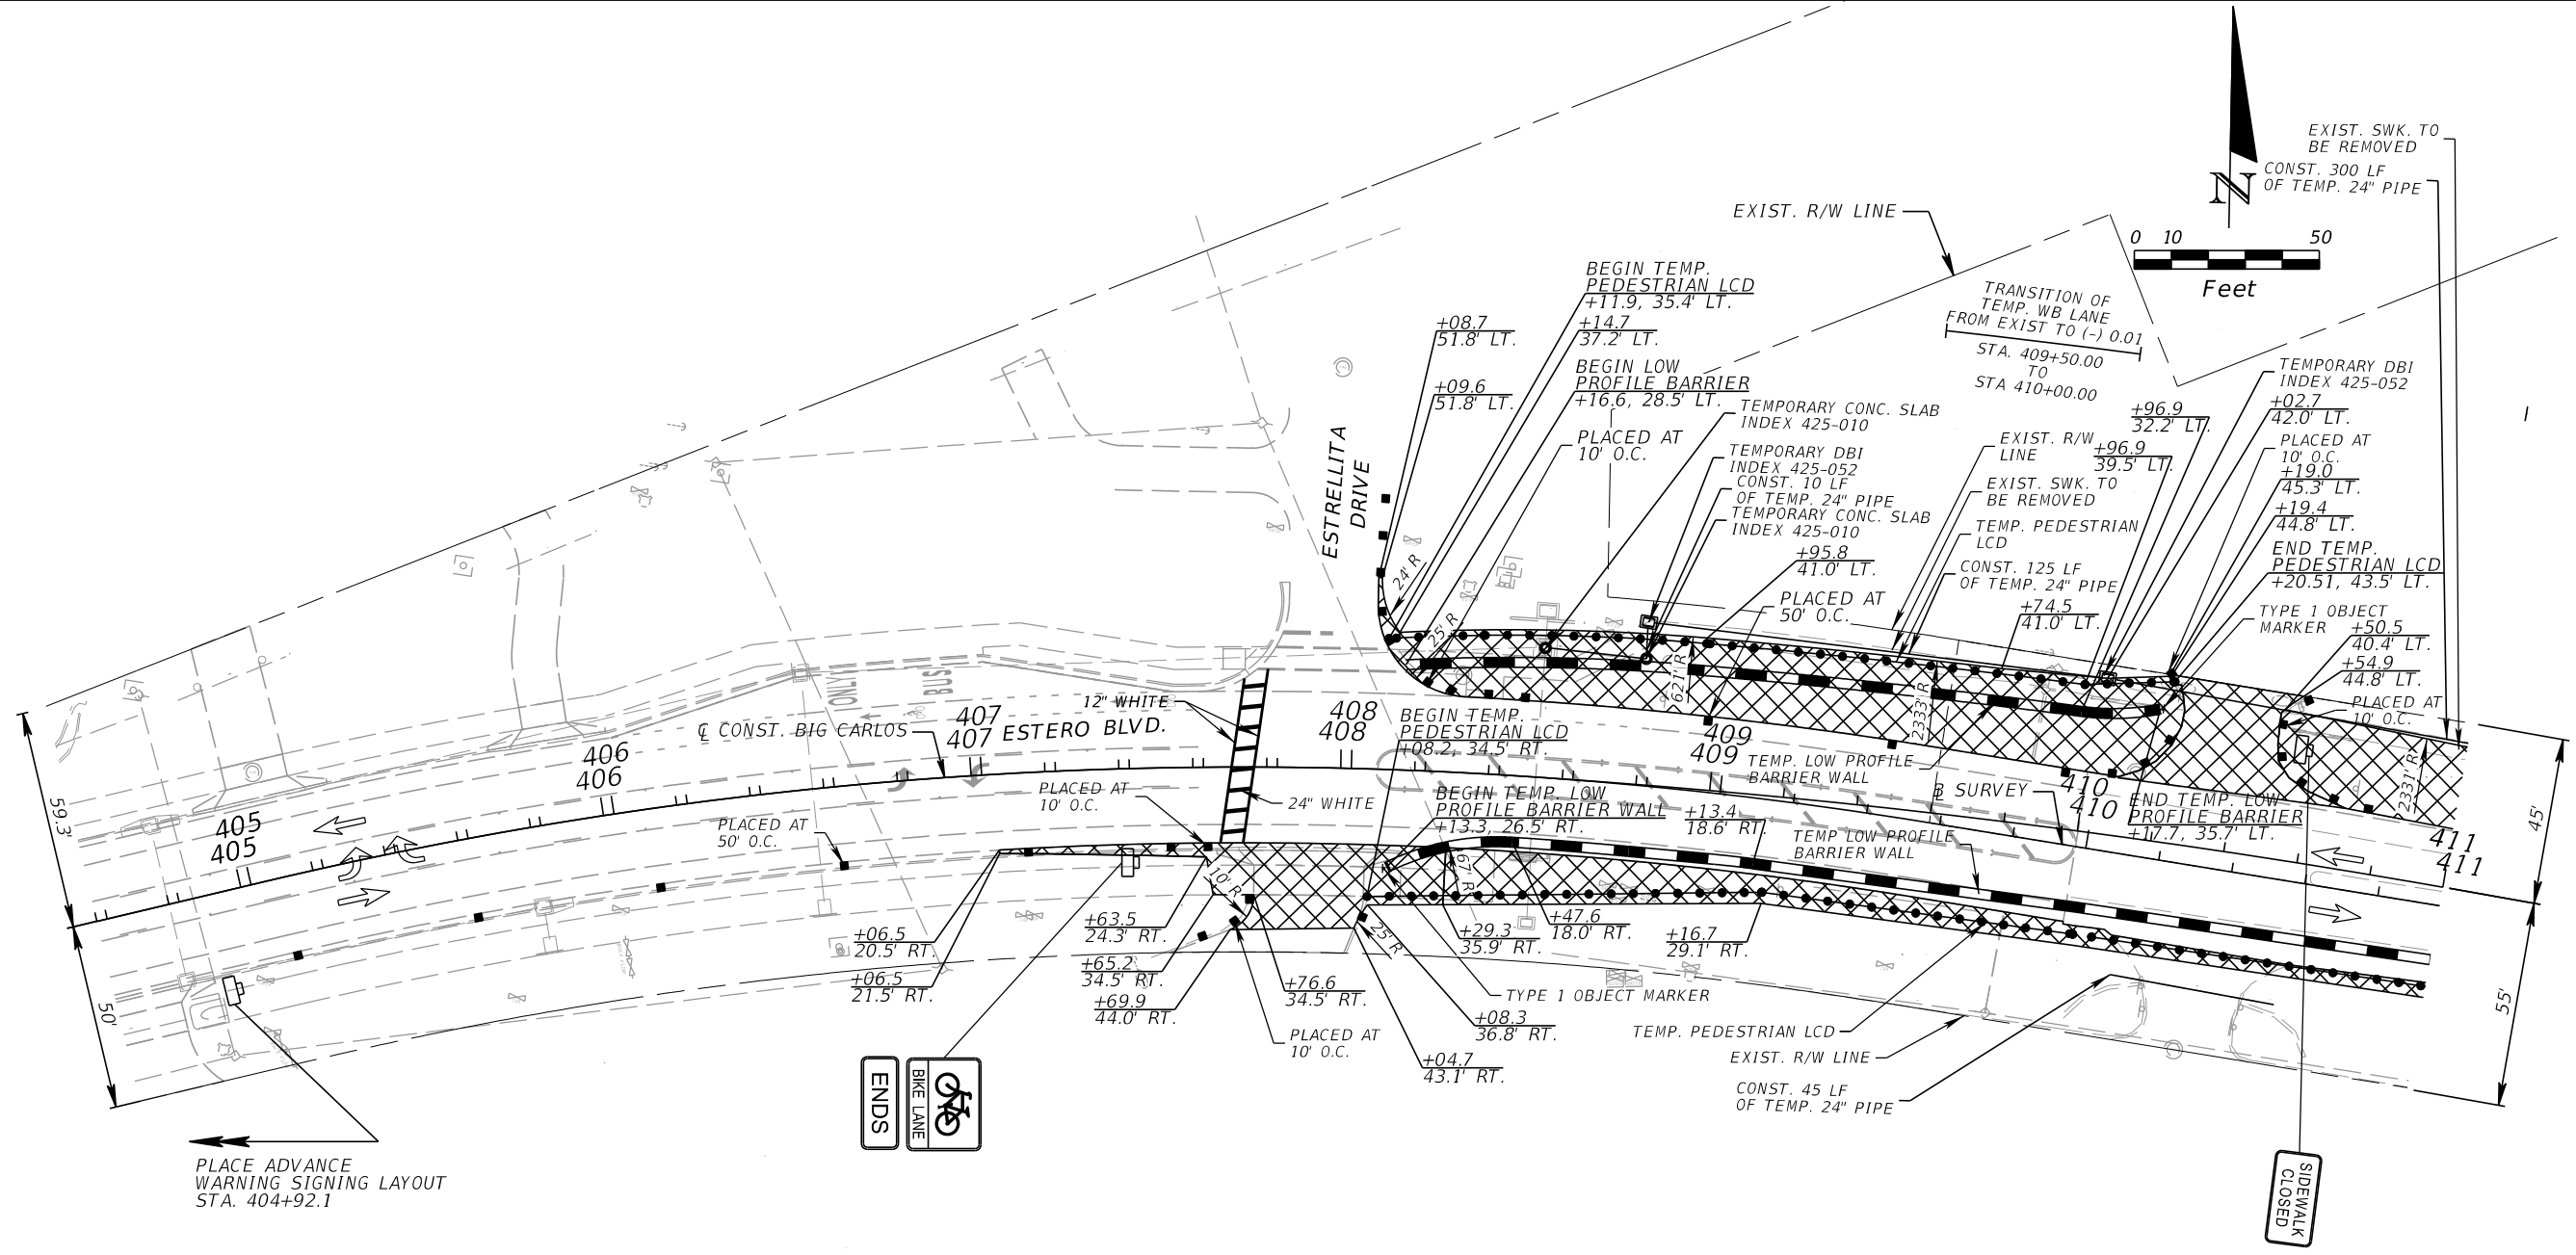 EXIST. SWK. TO
BE REMOVED
CONST. 300 LF
OF TEMP. 24" PIPE
N
0 10 50
Feet
EXIST. R/W LINE
TRANSITION OF
TEMP. WB LANE
FROM EXIST TO (-) 0.01
STA. 409+50.00
TO
STA 410+00.00
BEGIN TEMP.
PEDESTRIAN LCD
+11.9, 35.4' LT.
+08.7
51.8' LT.
+14.7
37.2' LT.
BEGIN LOW
PROFILE BARRIER
+16.6, 28.5' LT.
+09.6
51.8' LT.
PLACED AT
10' O.C.
TEMPORARY CONC. SLAB
INDEX 425-010
TEMPORARY DBI
INDEX 425-052
CONST. 10 LF
OF TEMP. 24" PIPE
TEMPORARY CONC. SLAB
INDEX 425-010
+95.8
41.0' LT.
PLACED AT
50' O.C.
EXIST. R/W
LINE
EXIST. SWK. TO
BE REMOVED
TEMP. PEDESTRIAN
LCD
CONST. 125 LF
OF TEMP. 24" PIPE
+74.5
41.0' LT.
+96.9
32.2' LT.
+96.9
39.5' LT.
TEMPORARY DBI
INDEX 425-052
+02.7
42.0' LT.
PLACED AT
10' O.C.
+19.0
45.3' LT.
+19.4
44.8' LT.
END TEMP.
PEDESTRIAN LCD
+20.51, 43.5' LT.
TYPE 1 OBJECT
MARKER
+50.5
40.4' LT.
+54.9
44.8' LT.
PLACED AT
10' O.C.
ESTRELLITA
DRIVE
24' R
25' R
621' R
2333' R
2331' R
ONLY
BUS
12" WHITE
℄ CONST. BIG CARLOS
ESTERO BLVD.
405
405
406
406
407
407
408
408
409
409
410
410
411
411
BEGIN TEMP.
PEDESTRIAN LCD
+08.2, 34.5' RT.
TEMP. LOW PROFILE
BARRIER WALL
B SURVEY
END TEMP. LOW
PROFILE BARRIER
+17.7, 35.7' LT.
PLACED AT
10' O.C.
24" WHITE
BEGIN TEMP. LOW
PROFILE BARRIER WALL
+13.3, 26.5' RT.
+13.4
18.6' RT.
TEMP LOW PROFILE
BARRIER WALL
PLACED AT
50' O.C.
59.3'
50'
45'
55'
10' R
197' R
25' R
+06.5
20.5' RT.
+06.5
21.5' RT.
+63.5
24.3' RT.
+65.2
34.5' RT.
+69.9
44.0' RT.
+76.6
34.5' RT.
PLACED AT
10' O.C.
+29.3
35.9' RT.
+47.6
18.0' RT.
+16.7
29.1' RT.
TYPE 1 OBJECT MARKER
+08.3
36.8' RT.
+04.7
43.1' RT.
TEMP. PEDESTRIAN LCD
EXIST. R/W LINE
CONST. 45 LF
OF TEMP. 24" PIPE
BIKE LANE
ENDS
SIDEWALK
CLOSED
PLACE ADVANCE
WARNING SIGNING LAYOUT
STA. 404+92.1